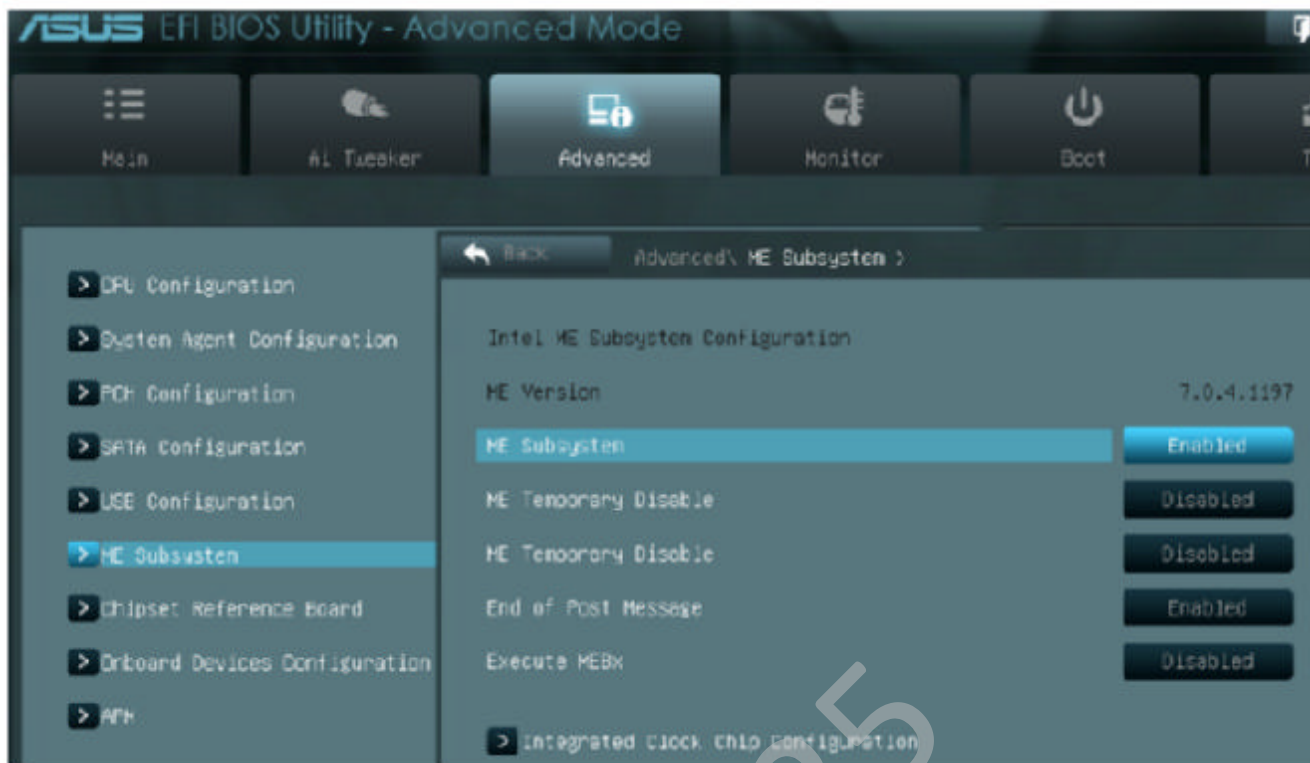 ASUS EFI BIOS Utility - Advanced Mode
Main
Ai Tweaker
Advanced
Monitor
Boot
Back
Advanced\ ME Subsystem >
CPU Configuration
System Agent Configuration
PCH Configuration
SATA Configuration
USB Configuration
ME Subsystem
Chipset Reference Board
Onboard Devices Configuration
APM
Intel ME Subsystem Configuration
ME Version 7.0.4.1197
ME Subsystem Enabled
ME Temporary Disable Disabled
ME Temporary Disable Disabled
End of Post Message Enabled
Execute MEBx Disabled
Integrated Clock Chip Configuration